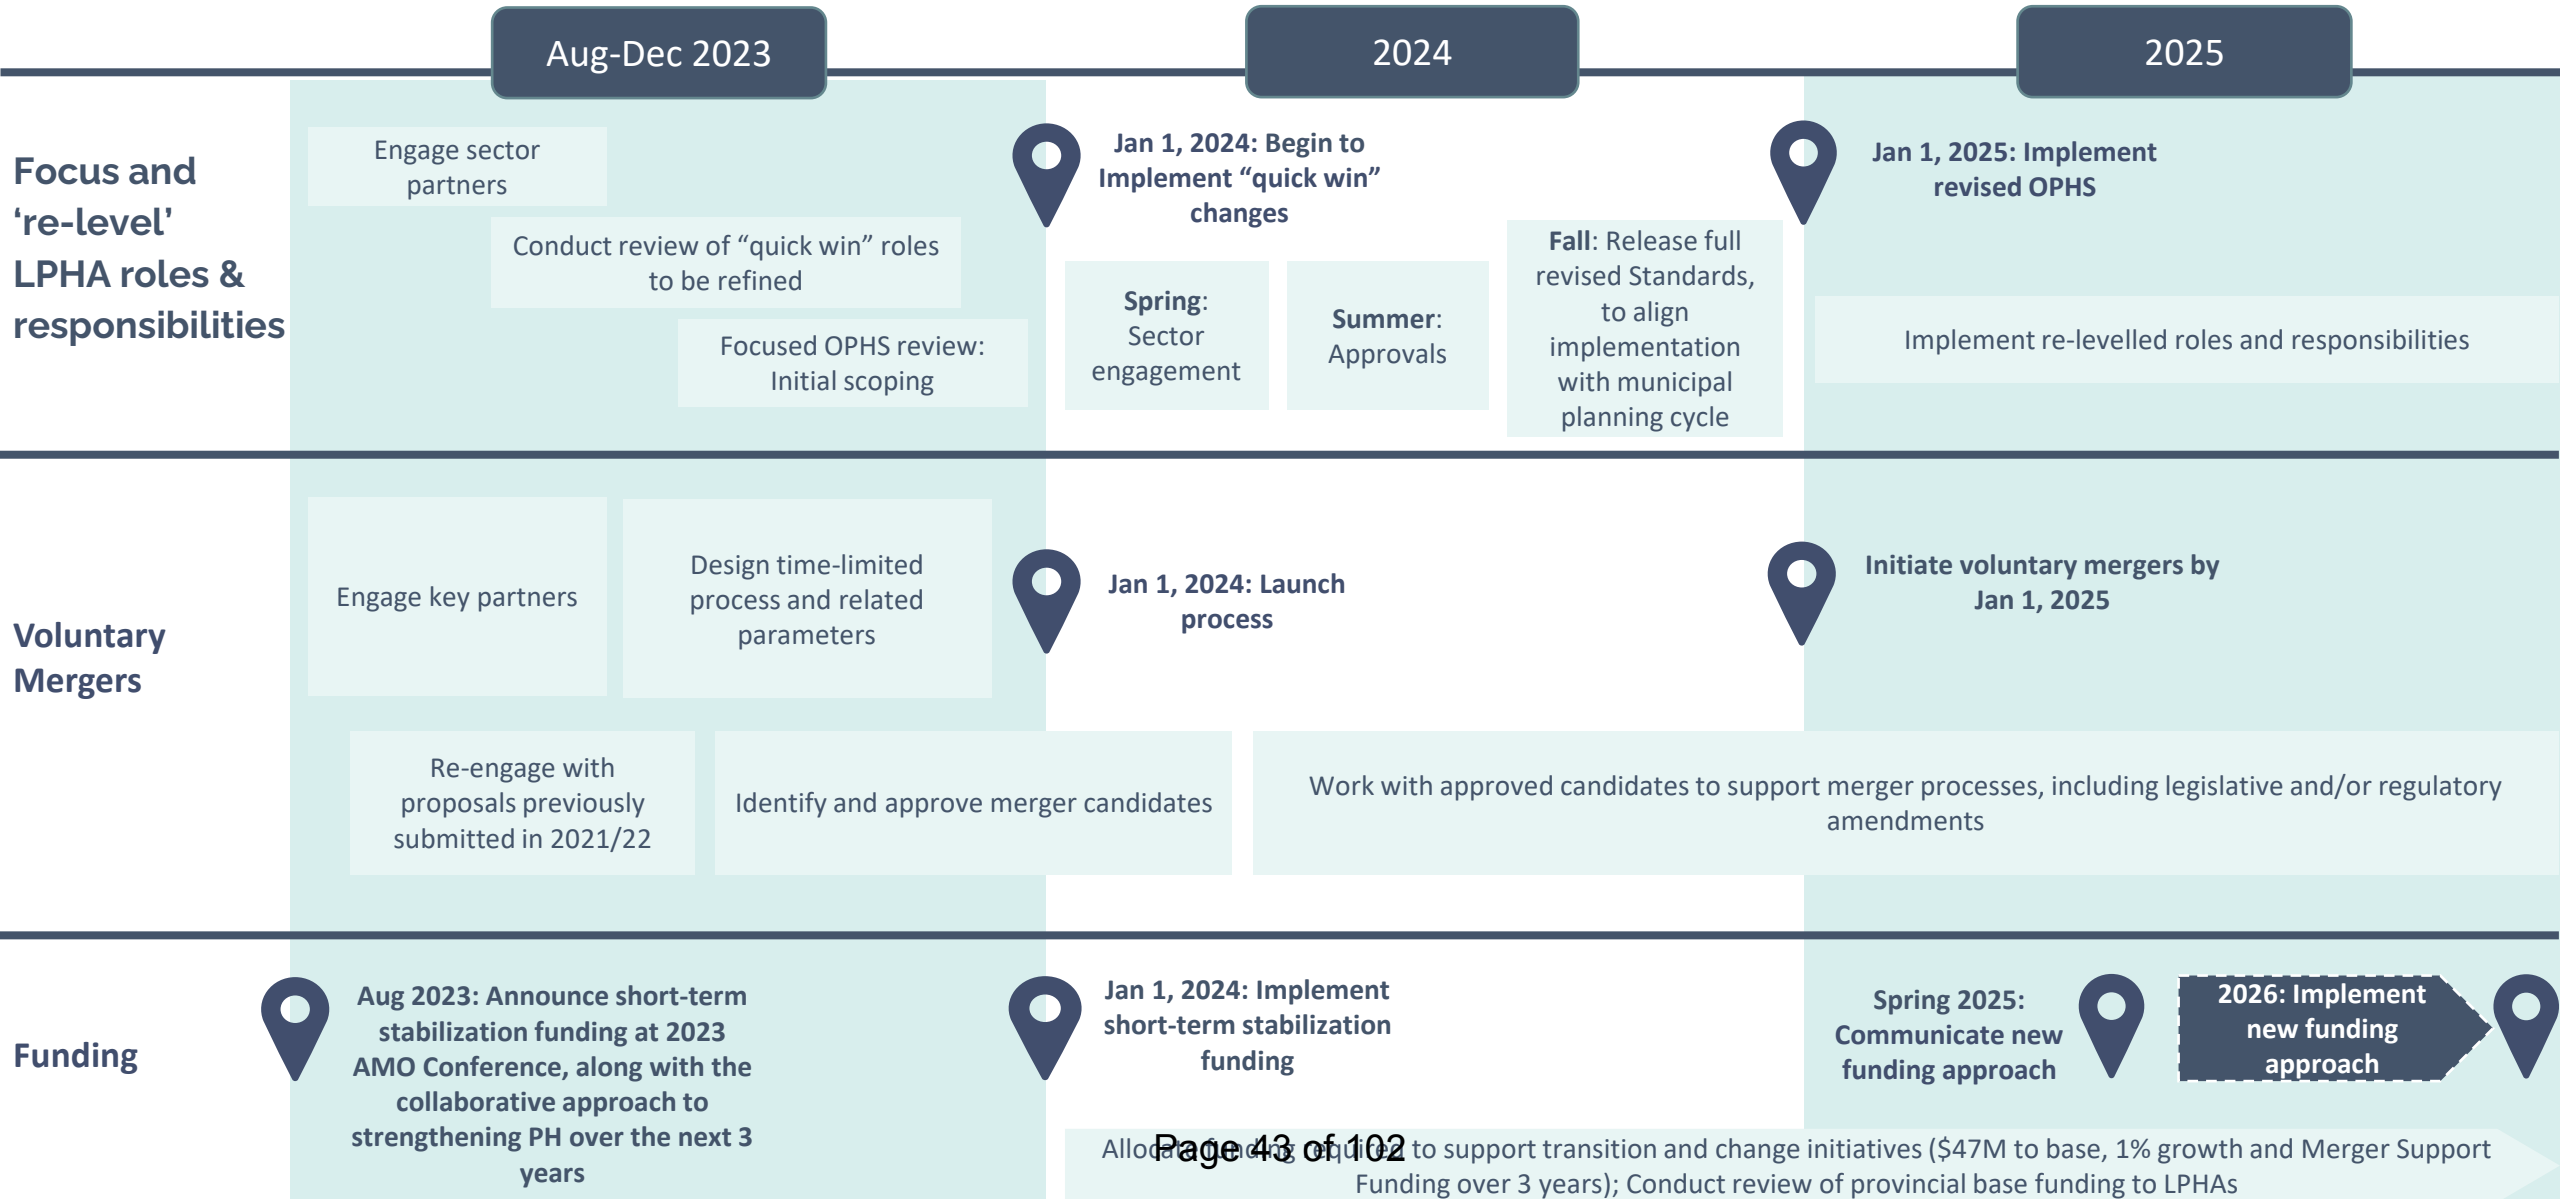 Aug-Dec 2023
2024
2025
Focus and
‘re-level’
LPHA roles &
responsibilities
Engage sector
partners
Conduct review of “quick win” roles
to be refined
Focused OPHS review:
Initial scoping
Jan 1, 2024: Begin to
Implement “quick win”
changes
Spring:
Sector
engagement
Summer:
Approvals
Fall: Release full
revised Standards,
to align
implementation
with municipal
planning cycle
Jan 1, 2025: Implement
revised OPHS
Implement re-levelled roles and responsibilities
Voluntary
Mergers
Engage key partners
Design time-limited
process and related
parameters
Jan 1, 2024: Launch
process
Initiate voluntary mergers by
Jan 1, 2025
Re-engage with
proposals previously
submitted in 2021/22
Identify and approve merger candidates
Work with approved candidates to support merger processes, including legislative and/or regulatory
amendments
Funding
Aug 2023: Announce short-term
stabilization funding at 2023
AMO Conference, along with the
collaborative approach to
strengthening PH over the next 3
years
Jan 1, 2024: Implement
short-term stabilization
funding
Spring 2025:
Communicate new
funding approach
2026: Implement
new funding
approach
Allocate funding required to support transition and change initiatives ($47M to base, 1% growth and Merger Support
Funding over 3 years); Conduct review of provincial base funding to LPHAs
Page 43 of 102